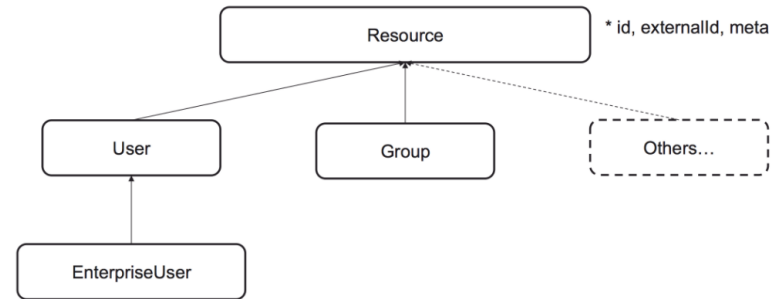 Resource
* id, externalId, meta
User
Group
Others...
EnterpriseUser